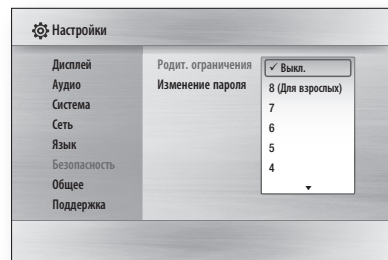 Настройки
Дисплей
Аудио
Система
Сеть
Язык
Безопасность
Общее
Поддержка
Родит. ограничения
Изменение пароля
Выкл.
8 (Для взрослых)
7
6
5
4